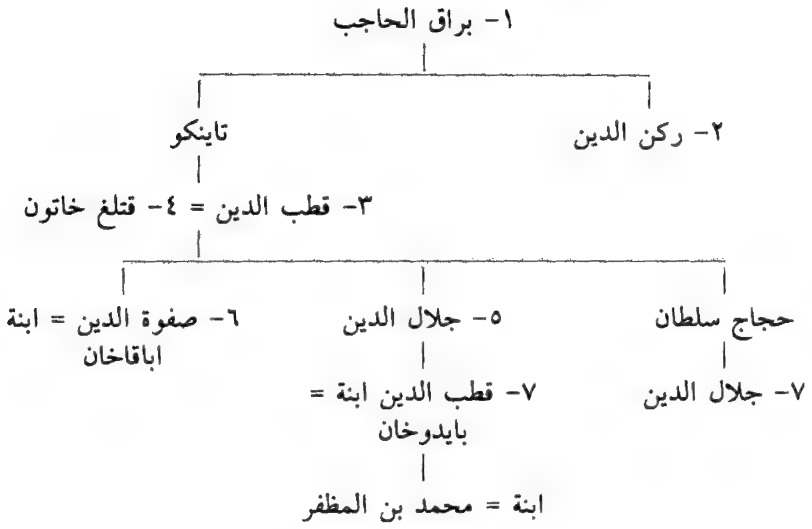 ١- براق الحاجب
٢- ركن الدين
تاينكو
٣- قطب الدين = ٤- قتلغ خاتون
حجاج سلطان
٥- جلال الدين
٦- صفوة الدين = ابنة
اباقاخان
٧- جلال الدين
٧- قطب الدين ابنة =
بايدوخان
ابنة = محمد بن المظفر